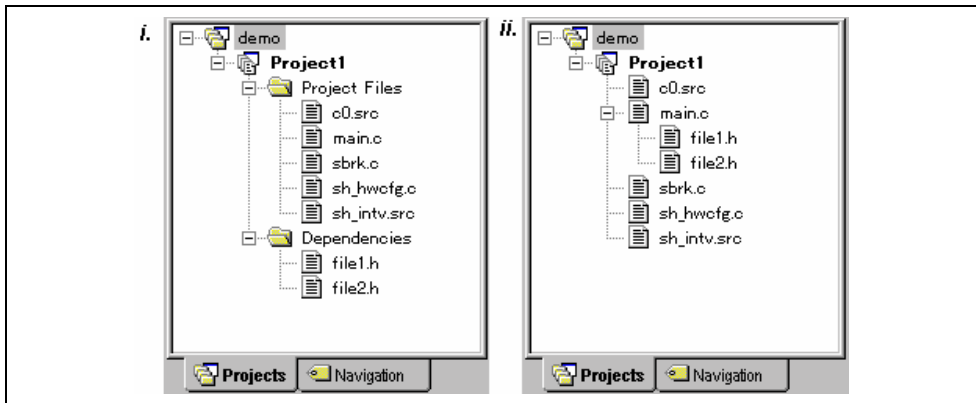 i.
demo
Project1
Project Files
c0.src
main.c
sbrk.c
sh_hwcfg.c
sh_intv.src
Dependencies
file1.h
file2.h
Projects
Navigation
ii.
demo
Project1
c0.src
main.c
file1.h
file2.h
sbrk.c
sh_hwcfg.c
sh_intv.src
Projects
Navigation